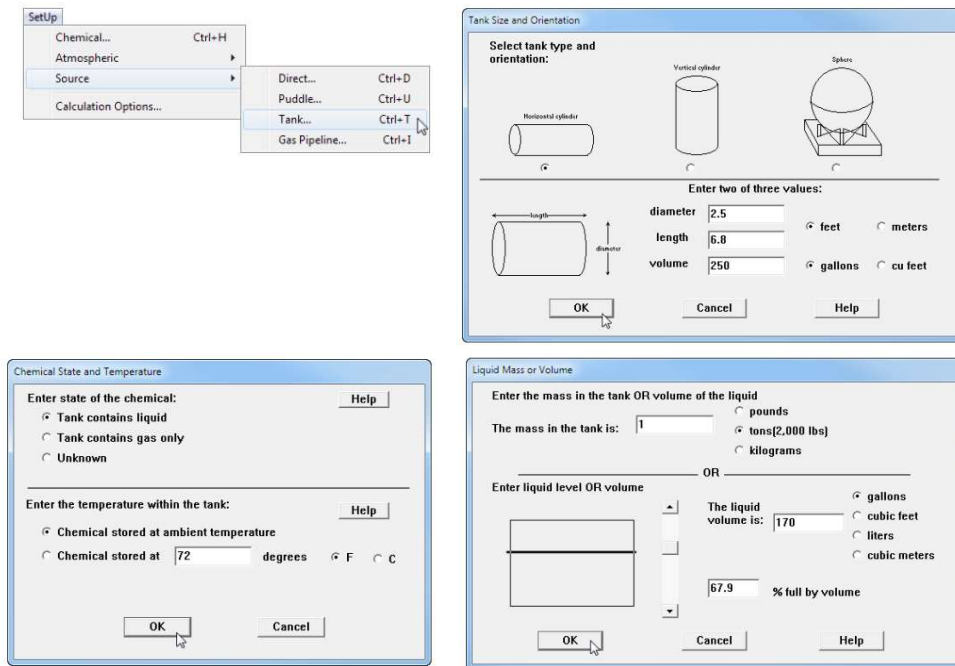 SetUp
Chemical... Ctrl+H
Atmospheric
Source
Calculation Options...
Direct... Ctrl+D
Puddle... Ctrl+U
Tank... Ctrl+T
Gas Pipeline... Ctrl+I
Tank Size and Orientation
Select tank type and
orientation:
Horizontal cylinder
Vertical cylinder
Sphere
Enter two of three values:
length
diameter
diameter 2.5
length 6.8
volume 250
feet meters
gallons cu feet
OK Cancel Help
Chemical State and Temperature
Enter state of the chemical: Help
Tank contains liquid
Tank contains gas only
Unknown
Enter the temperature within the tank: Help
Chemical stored at ambient temperature
Chemical stored at 72 degrees F C
OK Cancel
Liquid Mass or Volume
Enter the mass in the tank OR volume of the liquid
The mass in the tank is: 1
pounds
tons(2,000 lbs)
kilograms
OR
Enter liquid level OR volume
The liquid
volume is: 170
gallons
cubic feet
liters
cubic meters
67.9 % full by volume
OK Cancel Help